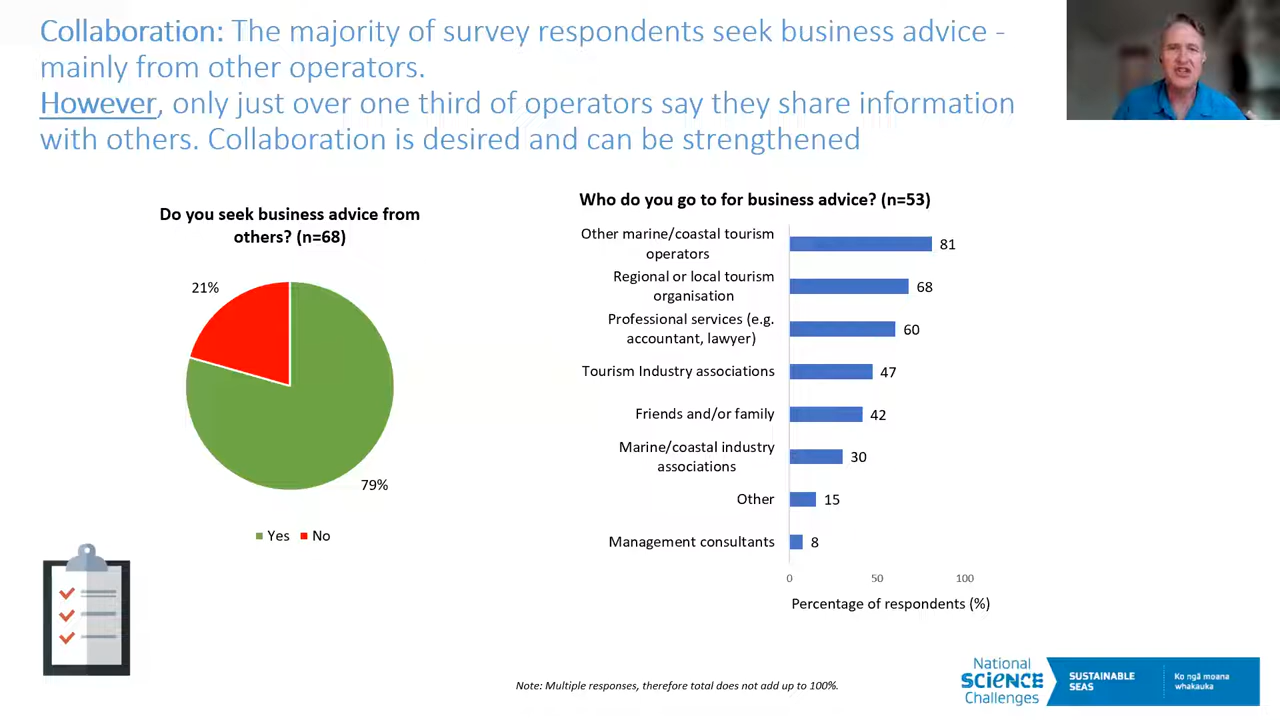 Collaboration: The majority of survey respondents seek business advice -
mainly from other operators.
However, only just over one third of operators say they share information
with others. Collaboration is desired and can be strengthened
Do you seek business advice from
others? (n=68)
21%
79%
Yes No
Who do you go to for business advice? (n=53)
Other marine/coastal tourism
operators
81
Regional or local tourism
organisation
68
Professional services (e.g.
accountant, lawyer)
60
Tourism Industry associations 47
Friends and/or family 42
Marine/coastal industry
associations
30
Other 15
Management consultants 8
0 50 100
Percentage of respondents (%)
Note: Multiple responses, therefore total does not add up to 100%.
National
SCIENCE
Challenges
SUSTAINABLE
SEAS
Ko ngā moana
whakauka